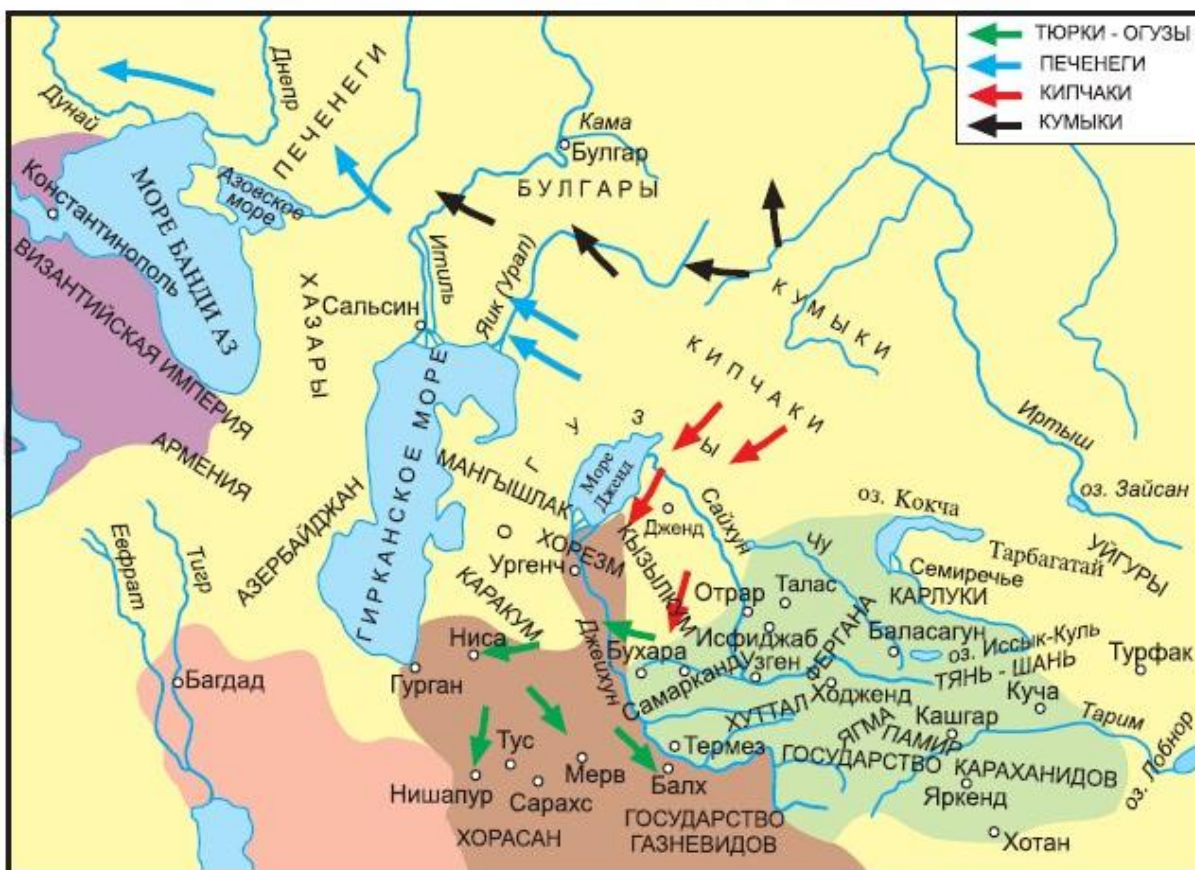 ТЮРКИ - ОГУЗЫ
ПЕЧЕНЕГИ
КИПЧАКИ
КУМЫКИ
Дунай
Днепр
ПЕЧЕНЕГИ
Кама
Булгар
БУЛГАРЫ
Азовское
море
Константинополь
МОРЕ БАНДИ АЗ
ВИЗАНТИЙСКАЯ ИМПЕРИЯ
ХАЗАРЫ
Итиль
Яик (Урал)
Сальсин
КУМЫКИ
КИПЧАКИ
Иртыш
АРМЕНИЯ
АЗЕРБАЙДЖАН
ГИРКАНСКОЕ МОРЕ
МАНГЫШЛАК
ГУЗЫ
Море
Дженд
Сайхун
Дженд
оз. Кокча
оз. Зайсан
Тарбагатай
УЙГУРЫ
Евфрат
Тигр
ХОРЕЗМ
Ургенч
КЫЗЫЛКУМ
КАРАКУМ
Чу
Талас
Отрар
Семиречье
КАРЛУКИ
Исфиджаб
ФЕРГАНА
Баласагун
оз. Иссык-Куль
ТЯНЬ - ШАНЬ
Турфак
Ниса
Джейхун
Бухара
Самарканд
Узген
Ходженд
Куча
Багдад
Гурган
ХУТТАЛ
ЯГМА
ПАМИР
Кашгар
Тарим
оз. Лобнор
Тус
Нишапур
Сарахс
Мерв
Термез
Балх
ГОСУДАРСТВО КАРАХАНИДОВ
Яркенд
Хотан
ХОРАСАН
ГОСУДАРСТВО
ГАЗНЕВИДОВ